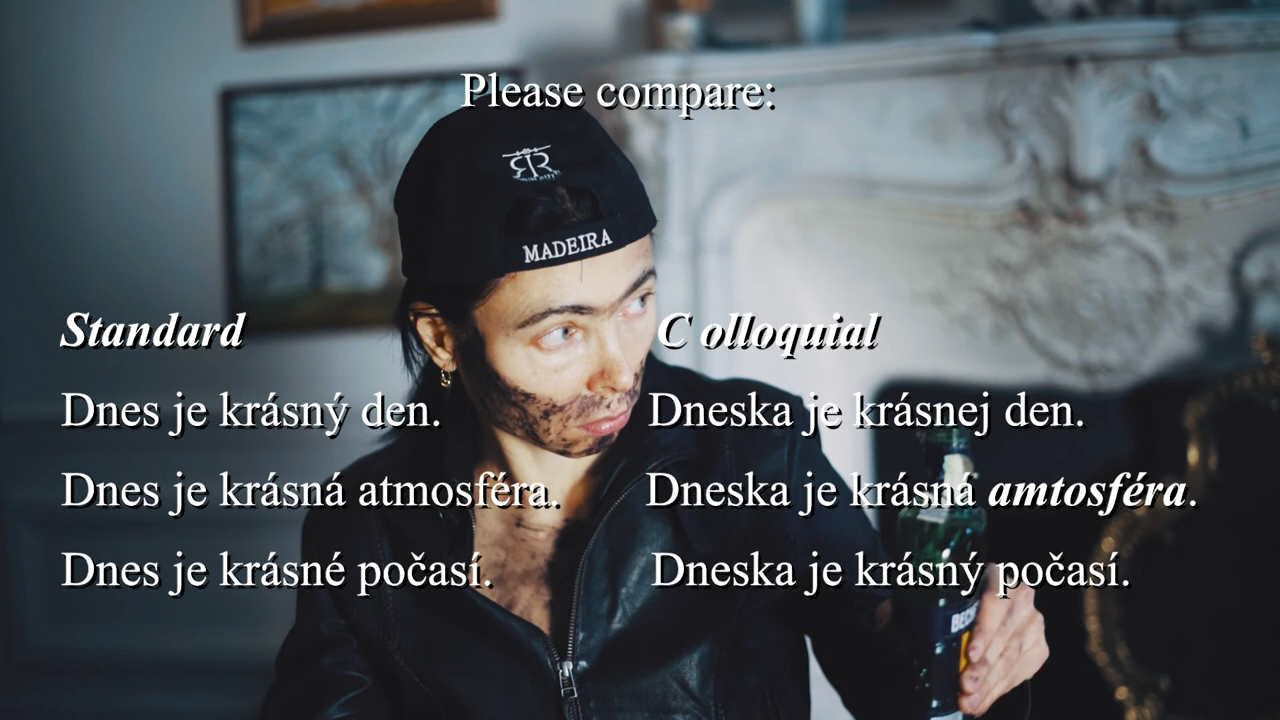 Please compare:
MADEIRA
Standard C olloquial
Dnes je krásný den. Dneska je krásnej den.
Dnes je krásná atmosféra. Dneska je krásná amtosféra.
Dnes je krásné počasí. Dneska je krásný počasí.